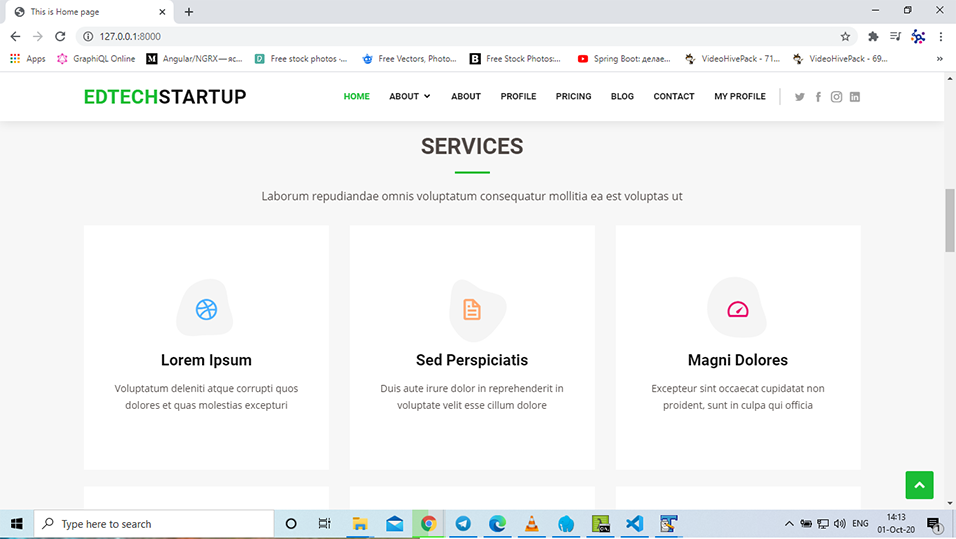 This is Home page
127.0.0.1:8000
Apps GraphiQL Online Angular/NGRX — яс... Free stock photos -... Free Vectors, Photo... Free Stock Photos:... Spring Boot: делае... VideoHivePack - 71... VideoHivePack - 69...
EDTECHSTARTUP HOME ABOUT ABOUT PROFILE PRICING BLOG CONTACT MY PROFILE
SERVICES
Laborum repudiandae omnis voluptatum consequatur mollitia ea est voluptas ut
Lorem Ipsum
Voluptatum deleniti atque corrupti quos
dolores et quas molestias excepturi
Sed Perspiciatis
Duis aute irure dolor in reprehenderit in
voluptate velit esse cillum dolore
Magni Dolores
Excepteur sint occaecat cupidatat non
proident, sunt in culpa qui officia
Type here to search
ENG
14:13
01-Oct-20
1